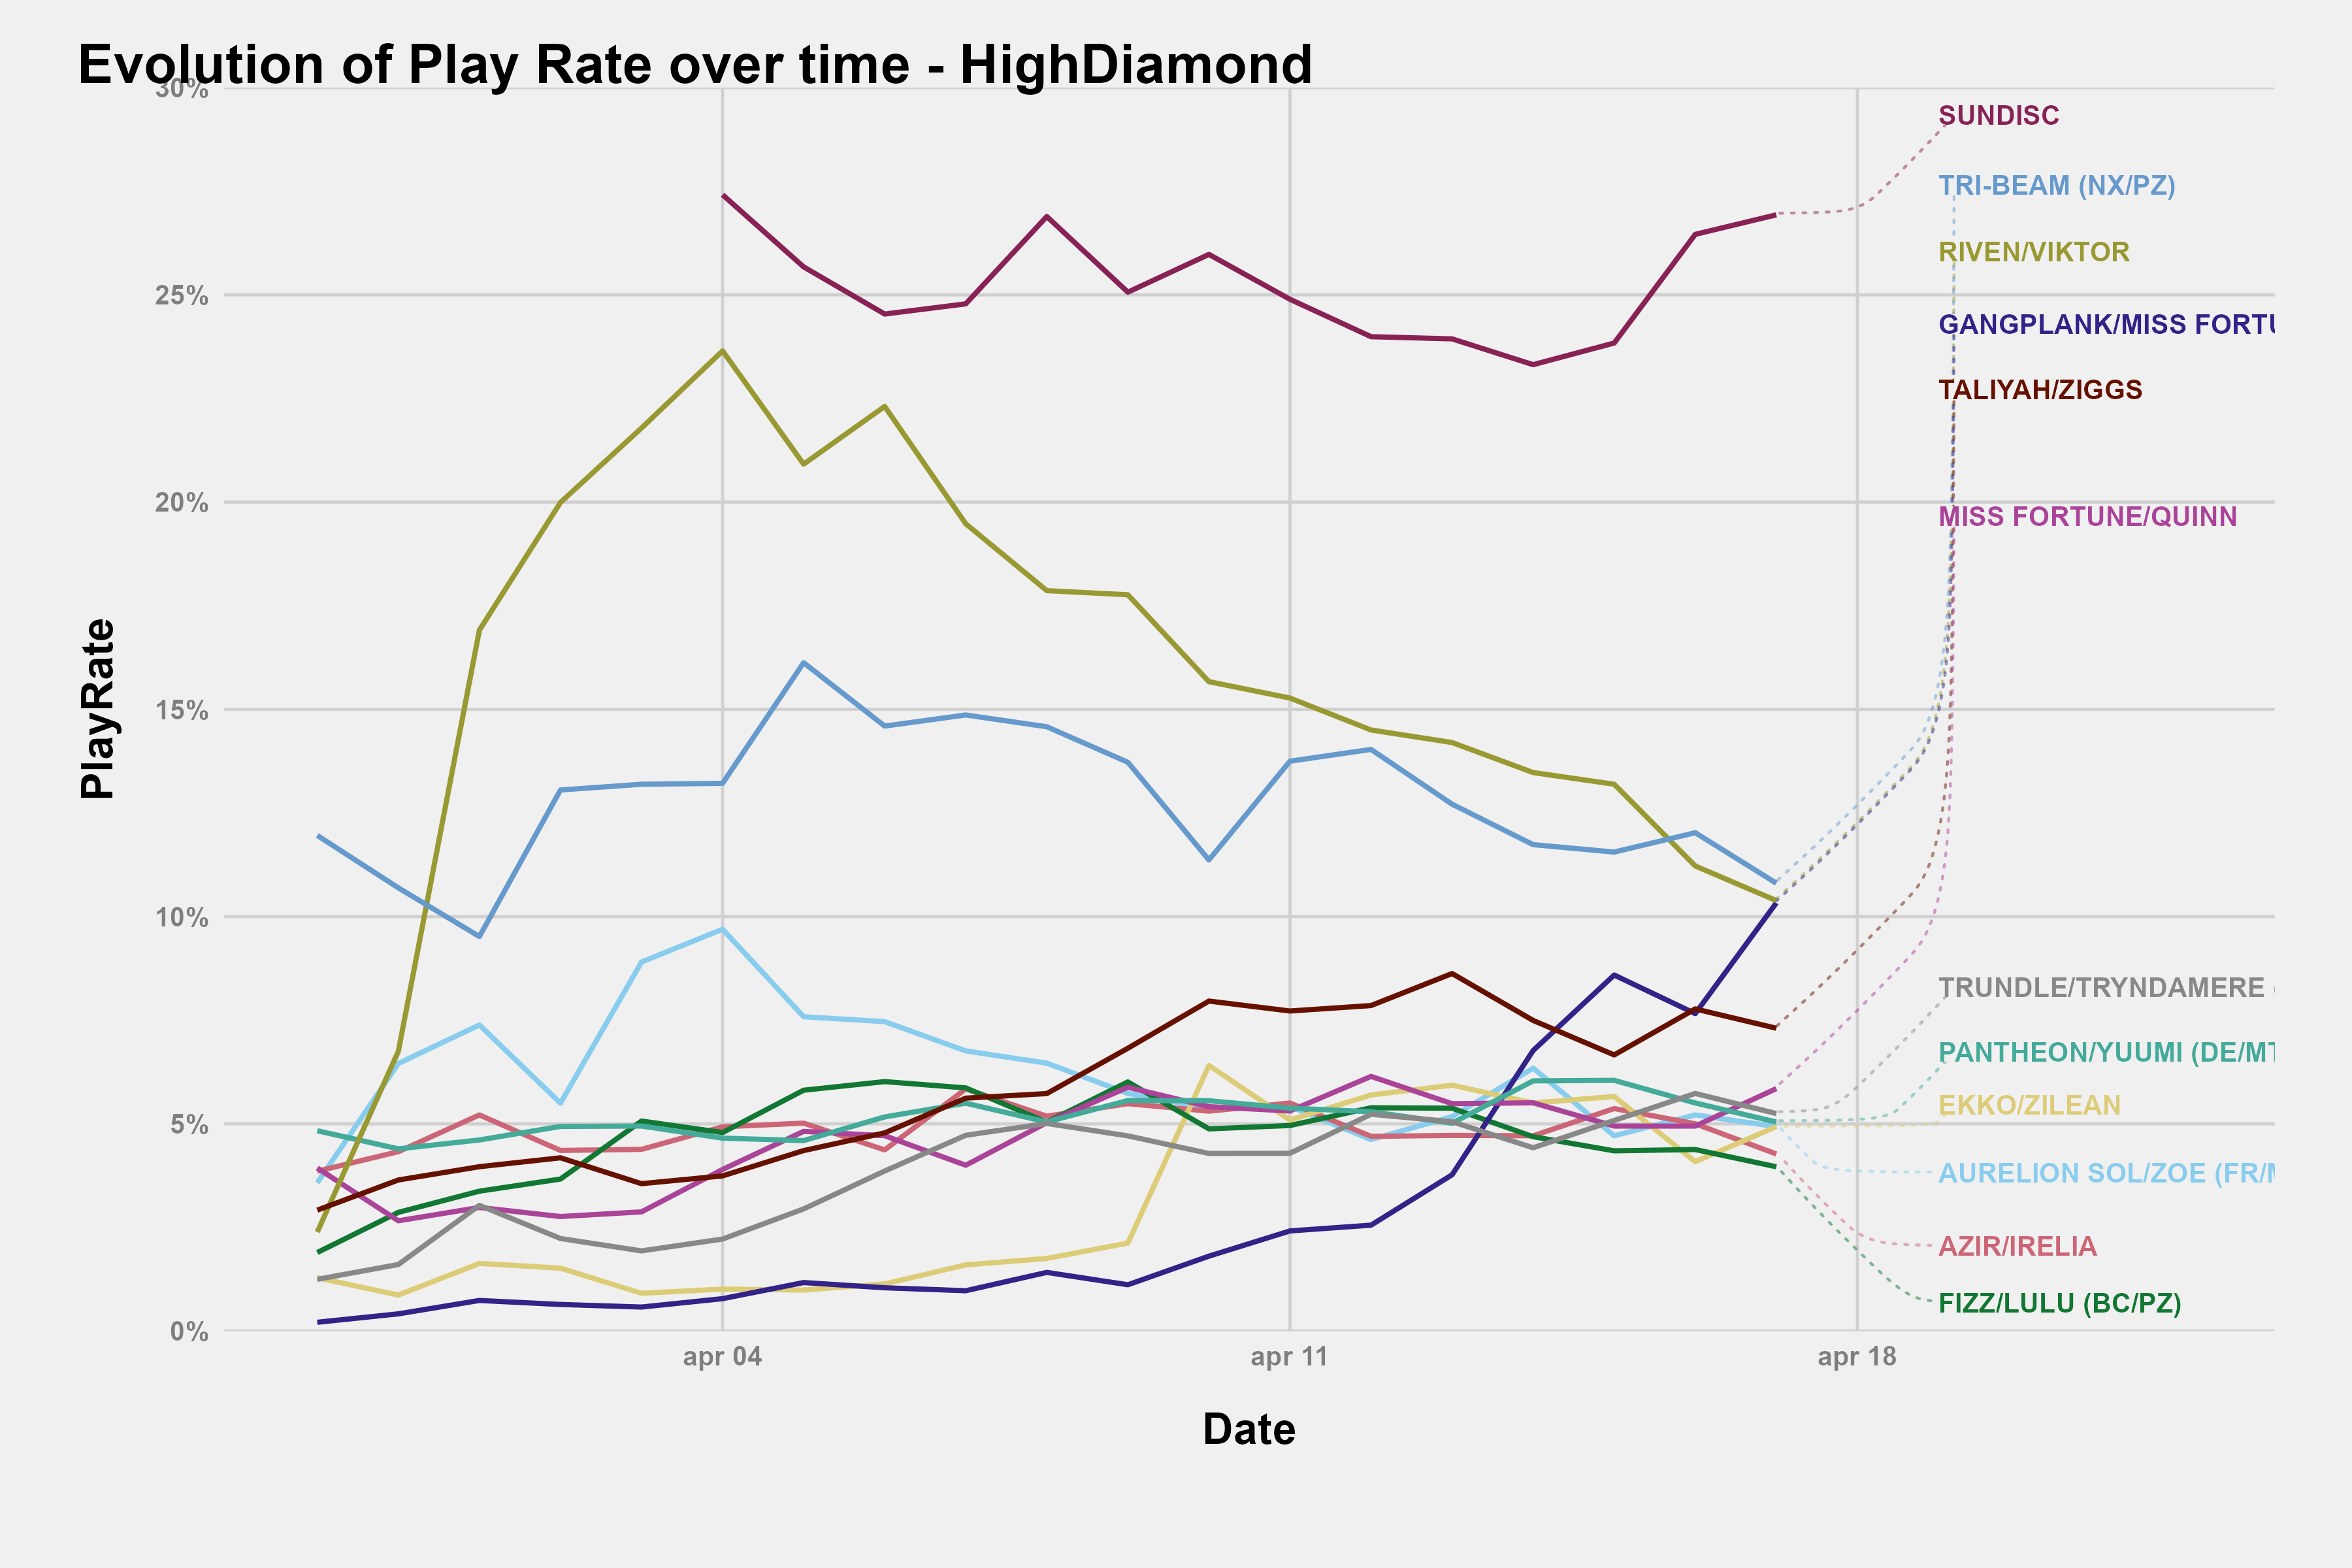 Evolution of Play Rate over time - HighDiamond
30%
25%
20%
15%
10%
5%
0%
PlayRate
apr 04
apr 11
apr 18
Date
SUNDISC
TRI-BEAM (NX/PZ)
RIVEN/VIKTOR
GANGPLANK/MISS FORTU
TALIYAH/ZIGGS
MISS FORTUNE/QUINN
TRUNDLE/TRYNDAMERE
PANTHEON/YUUMI (DE/MT
EKKO/ZILEAN
AURELION SOL/ZOE (FR/M
AZIR/IRELIA
FIZZ/LULU (BC/PZ)